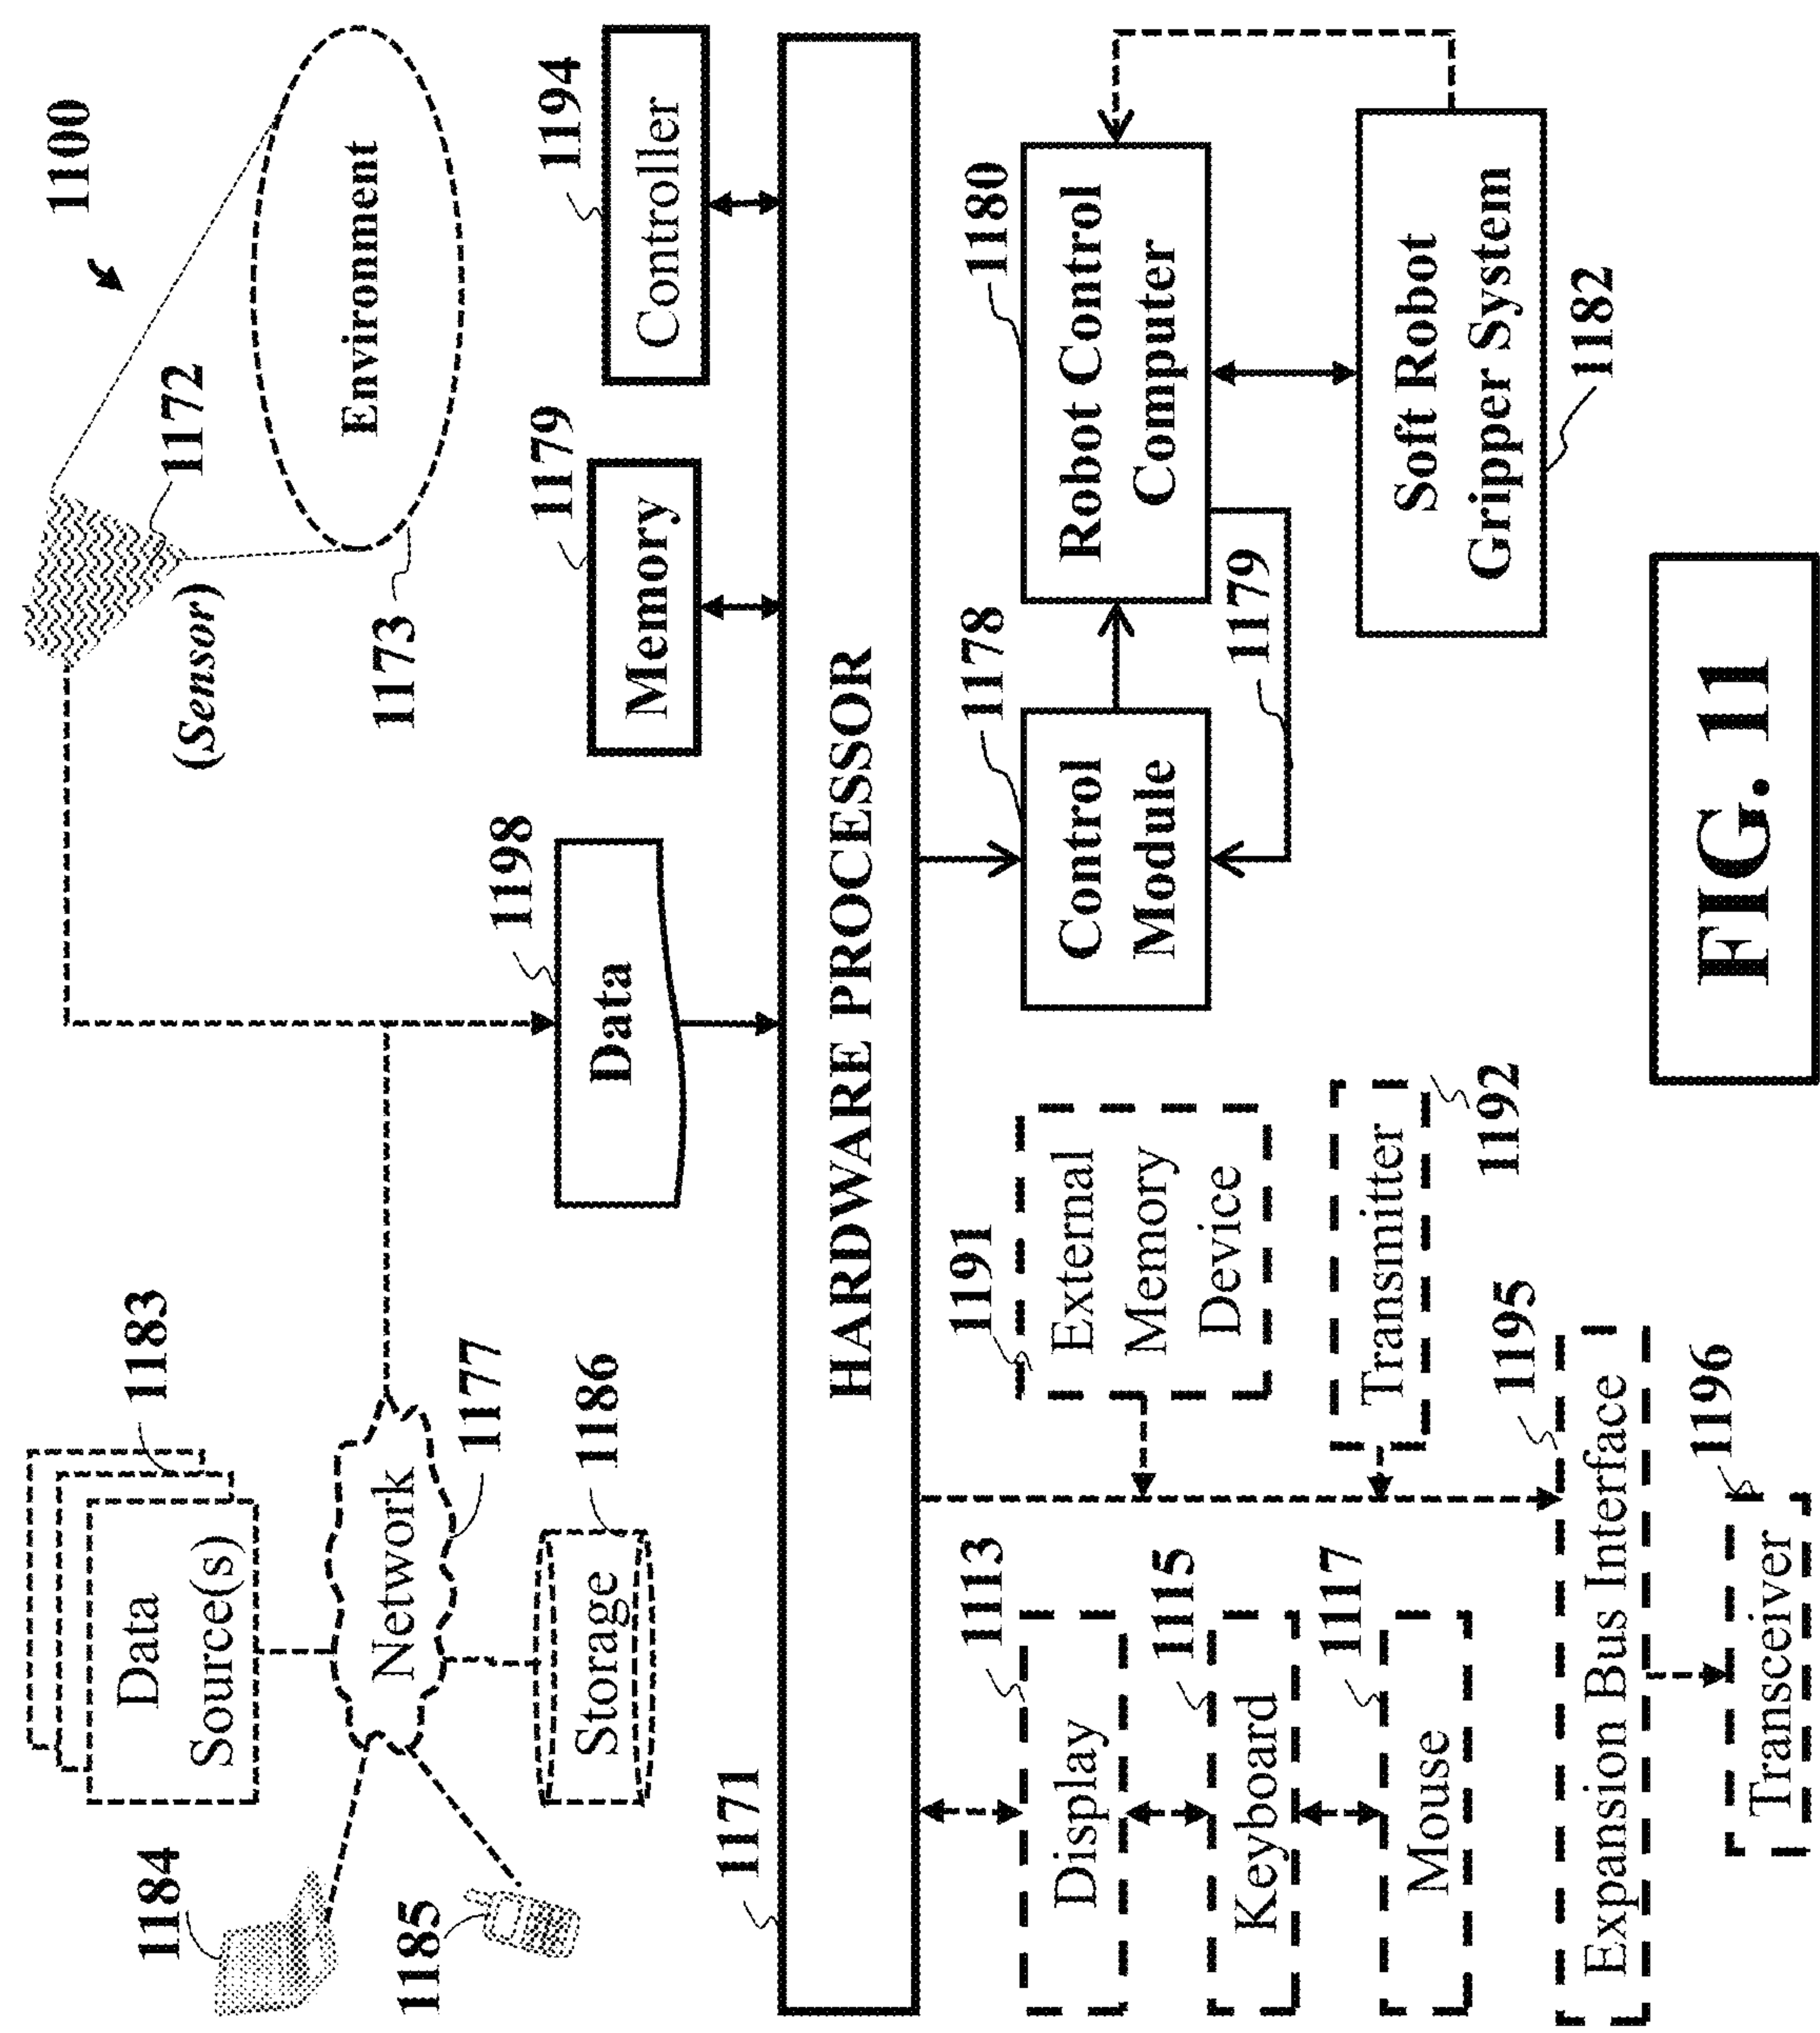 1100
1184
1185
Data
Source(s)
1183
Network
1177
Storage
1186
1172
(Sensor)
Environment
1173
1198
Data
1179
Memory
1194
Controller
1171
HARDWARE PROCESSOR
1113
Display
1115
Keyboard
1117
Mouse
1191
External
Memory
Device
Transmitter
1192
1195
Expansion Bus Interface
1196
Transceiver
1178
Control
Module
1179
1180
Robot Control
Computer
Soft Robot
Gripper System
1182
FIG. 11